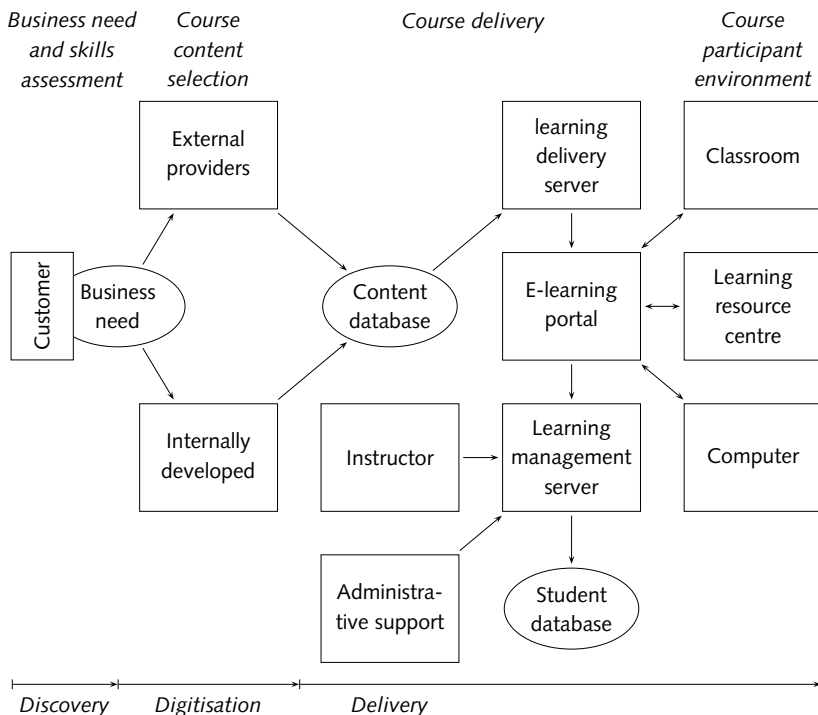 Business need
and skills
assessment
Course
content
selection
Course delivery
Course
participant
environment
External
providers
learning
delivery
server
Classroom
Customer
Business
need
Content
database
E-learning
portal
Learning
resource
centre
Internally
developed
Instructor
Learning
management
server
Computer
Administra-
tive support
Student
database
Discovery
Digitisation
Delivery